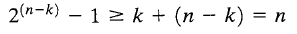 2^(n−k) − 1 ≥ k + (n − k) = n